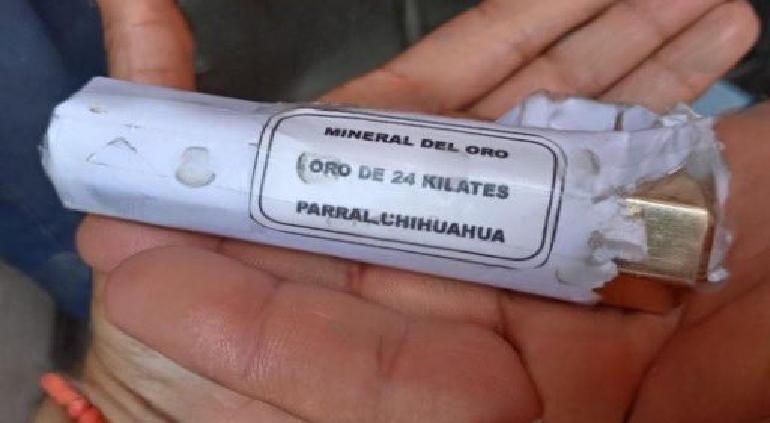 MINERAL DEL ORO
ORO DE 24 KILATES
PARRAL.CHIHUAHUA